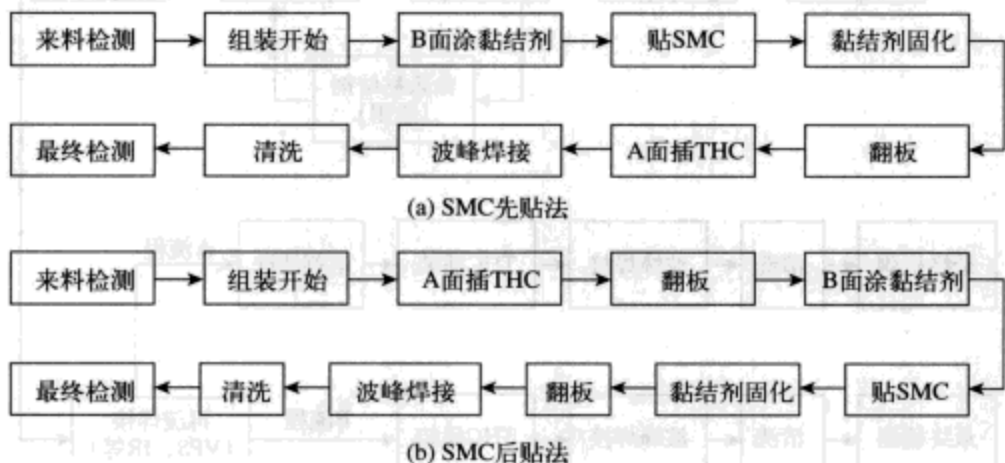 来料检测 组装开始 B面涂黏结剂 贴SMC 黏结剂固化
最终检测 清洗 波峰焊接 A面插THC 翻板
(a) SMC先贴法
来料检测 组装开始 A面插THC 翻板 B面涂黏结剂
最终检测 清洗 波峰焊接 翻板 黏结剂固化 贴SMC
(b) SMC后贴法